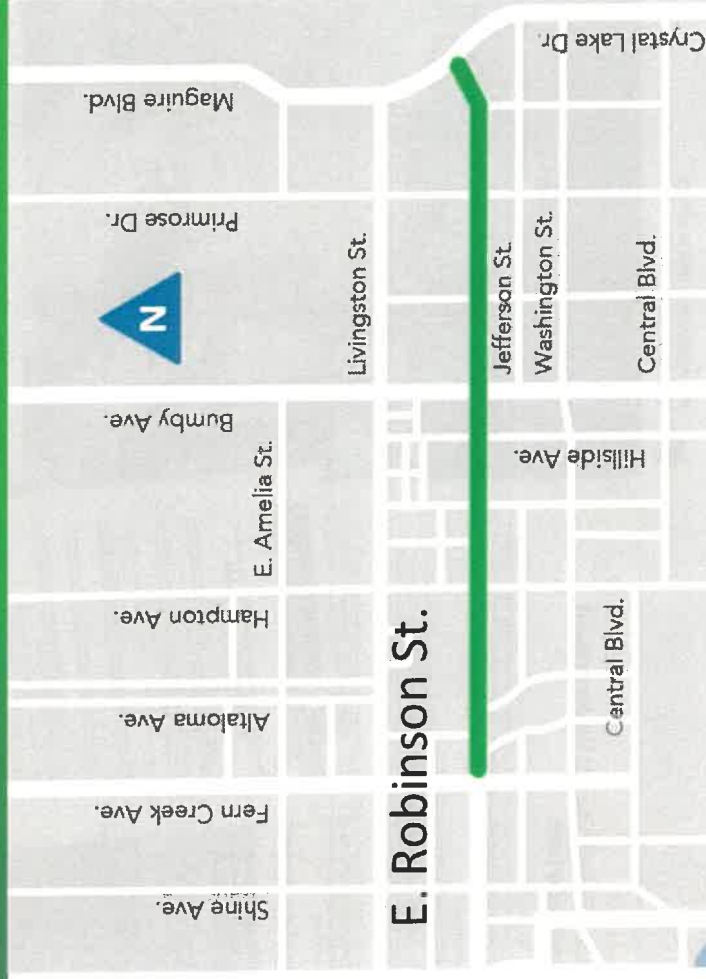 Crystal Lake Dr.
Maguire Blvd.
Primrose Dr.
N
Livingston St.
Jefferson St.
Washington St.
Central Blvd.
Bumby Ave.
Hillside Ave.
E. Amelia St.
Hampton Ave.
E. Robinson St.
Central Blvd.
Altaloma Ave.
Fern Creek Ave.
Shine Ave.